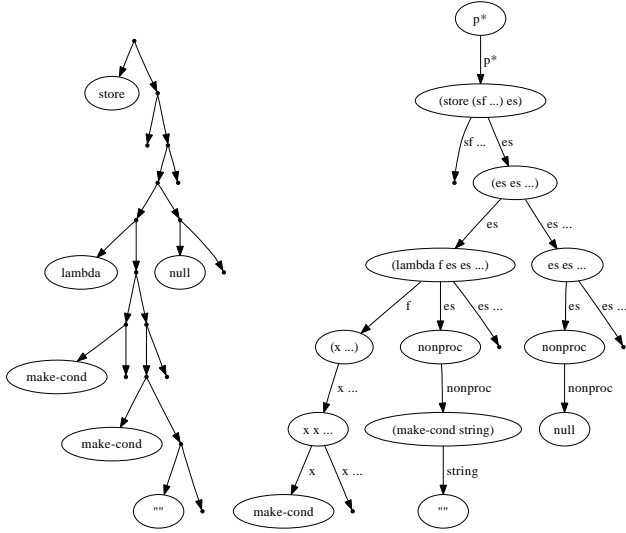 p*
p*
store
(store (sf ...) es)
sf ...
es
(es es ...)
es
es ...
lambda
null
(lambda f es es ...)
es es ...
f
es
es ...
es
es ...
make-cond
(x ...)
nonproc
nonproc
x ...
nonproc
nonproc
make-cond
x x ...
(make-cond string)
null
x
x ...
string
""
make-cond
""